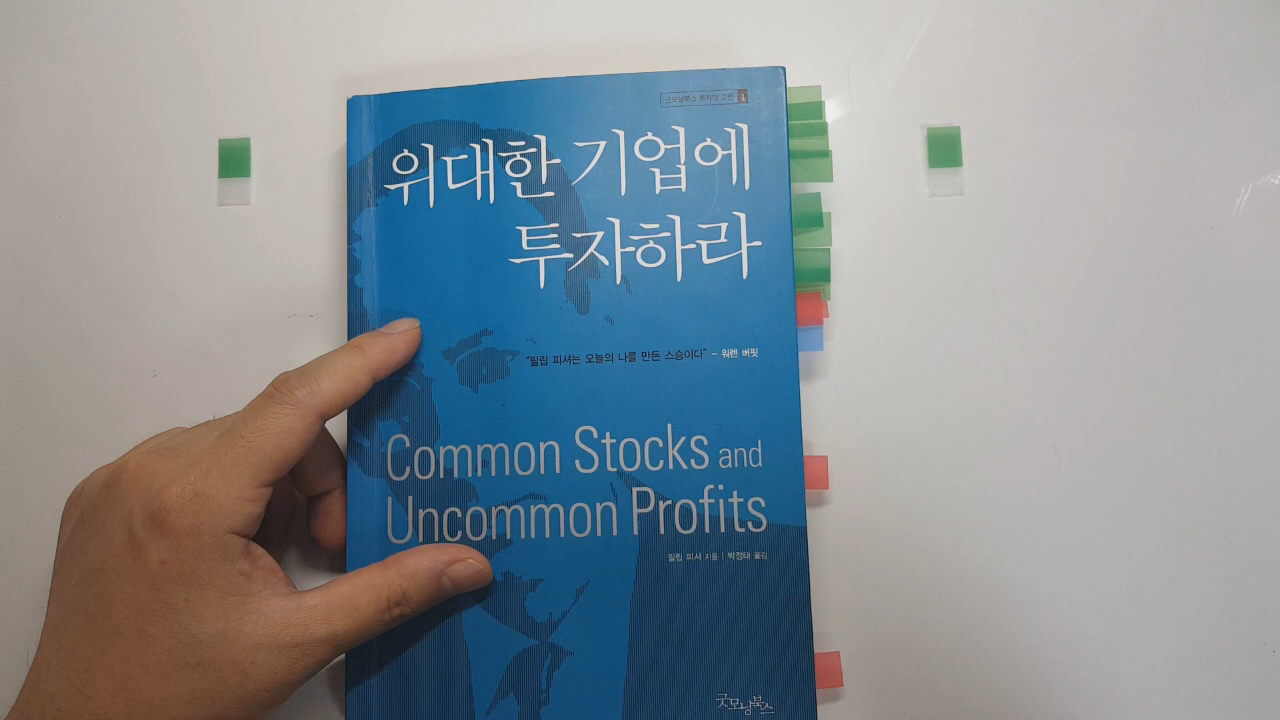 굿모닝북스 투자의 고전 1
위대한 기업에
투자하라
"필립 피셔는 오늘의 나를 만든 스승이다" - 워렌 버핏
Common Stocks and
Uncommon Profits
필립 피셔 지음 | 박정태 옮김
굿모닝북스